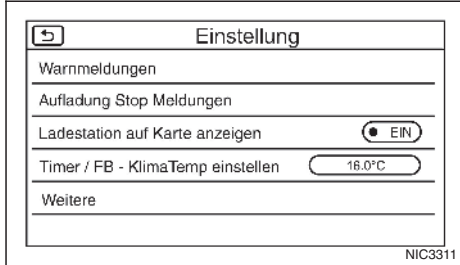 Einstellung
Warnmeldungen
Aufladung Stop Meldungen
Ladestation auf Karte anzeigen EIN
Timer / FB - KlimaTemp einstellen 16.0°C
Weitere
NIC3311